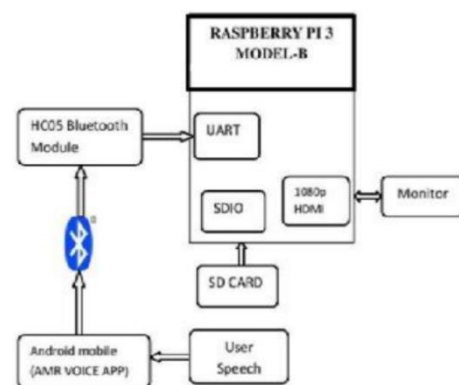 RASPBERRY PI 3
MODEL-B
HC05 Bluetooth
Module
UART
SDIO
1080p
HDMI
Monitor
SD CARD
Android mobile
(AMR VOICE APP)
User
Speech